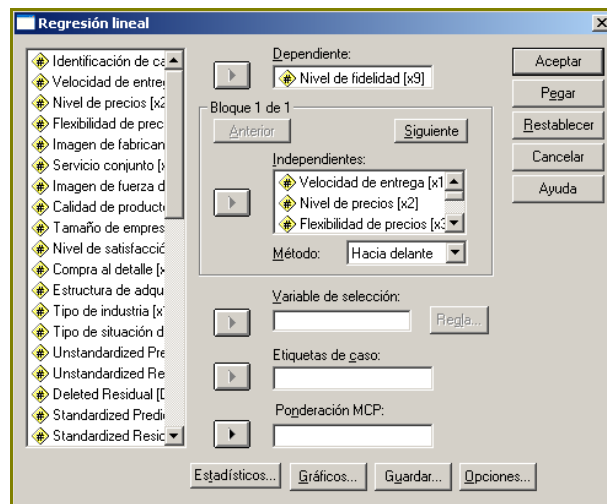 Regresión lineal
Identificación de ca
Velocidad de entre
Nivel de precios [x2
Flexibilidad de prec
Imagen de fabrican
Servicio conjunto [x
Imagen de fuerza d
Calidad de producto
Tamaño de empres
Nivel de satisfacció
Compra al detalle [x
Estructura de adqu
Tipo de industria [x
Tipo de situación d
Unstandardized Pre
Unstandardized Re
Deleted Residual [D
Standardized Predi
Standardized Resid
Dependiente:
Nivel de fidelidad [x9]
Bloque 1 de 1
Anterior
Siguiente
Independientes:
Velocidad de entrega [x1
Nivel de precios [x2]
Flexibilidad de precios [x3
Método:
Hacia delante
Variable de selección:
Regla...
Etiquetas de caso:
Ponderación MCP:
Estadísticos...
Gráficos...
Guardar...
Opciones...
Aceptar
Pegar
Restablecer
Cancelar
Ayuda